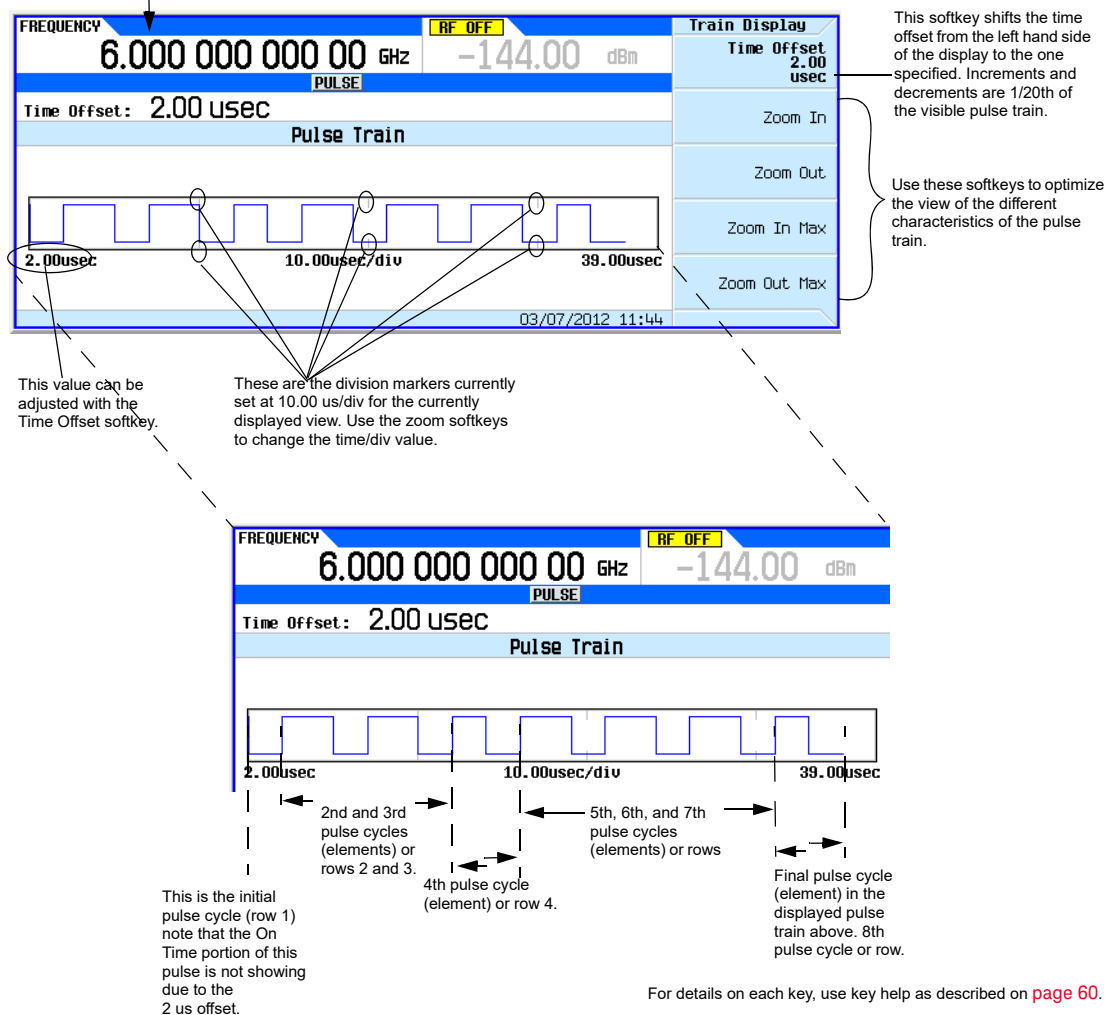 FREQUENCY
RF OFF
6.000 000 000 00 GHz
-144.00 dBm
PULSE
Time Offset: 2.00 usec
Pulse Train
2.00usec
10.00usec/div
39.00usec
03/07/2012 11:44
Train Display
Time Offset
2.00
usec
Zoom In
Zoom Out
Zoom In Max
Zoom Out Max
This softkey shifts the time
offset from the left hand side
of the display to the one
specified. Increments and
decrements are 1/20th of
the visible pulse train.
Use these softkeys to optimize
the view of the different
characteristics of the pulse
train.
This value can be
adjusted with the
Time Offset softkey.
These are the division markers currently
set at 10.00 us/div for the currently
displayed view. Use the zoom softkeys
to change the time/div value.
FREQUENCY
RF OFF
6.000 000 000 00 GHz
-144.00 dBm
PULSE
Time Offset: 2.00 usec
Pulse Train
2.00usec
10.00usec/div
39.00usec
2nd and 3rd
pulse cycles
(elements) or
rows 2 and 3.
5th, 6th, and 7th
pulse cycles
(elements) or rows
4th pulse cycle
(element) or row 4.
Final pulse cycle
(element) in the
displayed pulse
train above. 8th
pulse cycle or row.
This is the initial
pulse cycle (row 1)
note that the On
Time portion of this
pulse is not showing
due to the
2 us offset.
For details on each key, use key help as described on page 60.